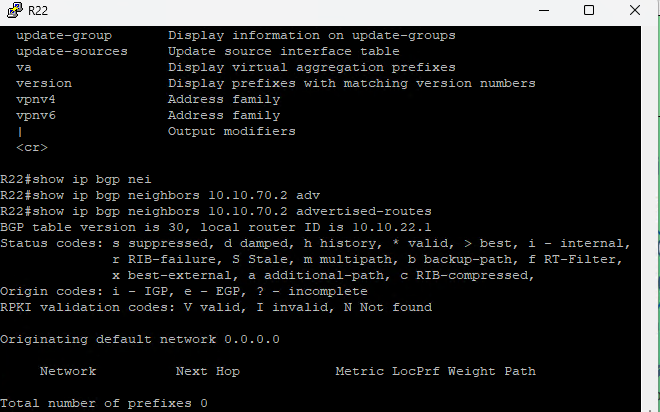 R22
update-group Display information on update-groups
update-sources Update source interface table
va Display virtual aggregation prefixes
version Display prefixes with matching version numbers
vpnv4 Address family
vpnv6 Address family
| Output modifiers
<cr>
R22#show ip bgp nei
R22#show ip bgp neighbors 10.10.70.2 adv
R22#show ip bgp neighbors 10.10.70.2 advertised-routes
BGP table version is 30, local router ID is 10.10.22.1
Status codes: s suppressed, d damped, h history, * valid, > best, i - internal,
r RIB-failure, S Stale, m multipath, b backup-path, f RT-Filter,
x best-external, a additional-path, c RIB-compressed,
Origin codes: i - IGP, e - EGP, ? - incomplete
RPKI validation codes: V valid, I invalid, N Not found
Originating default network 0.0.0.0
Network Next Hop Metric LocPrf Weight Path
Total number of prefixes 0